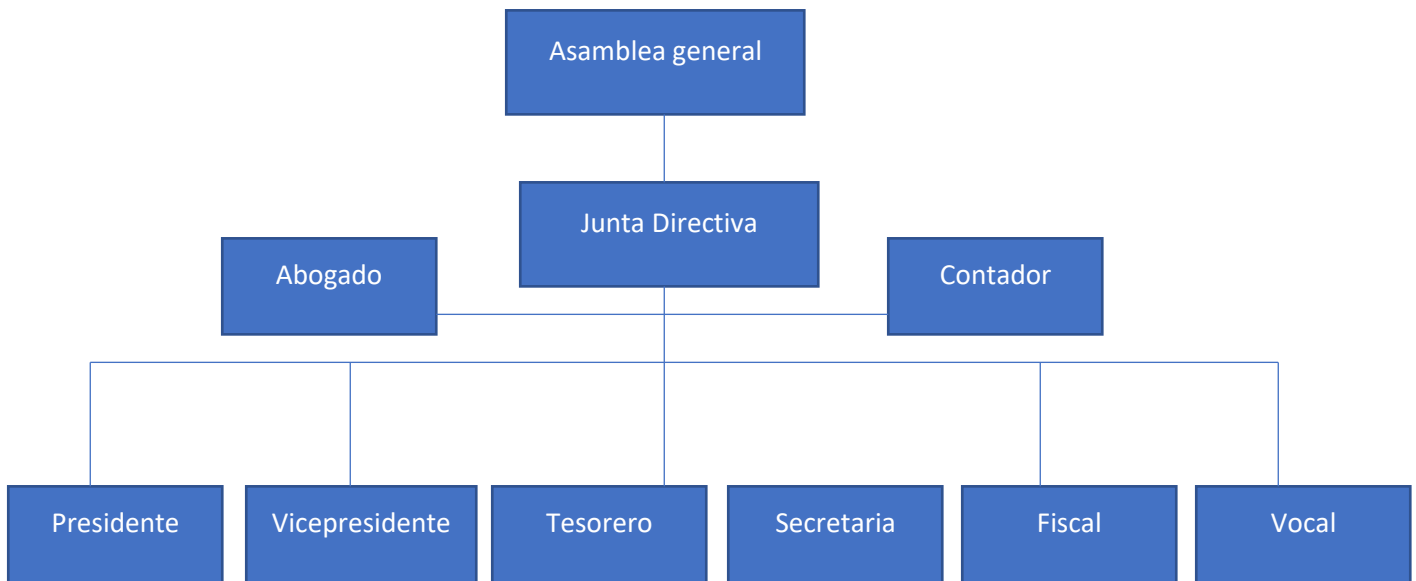 Asamblea general
Junta Directiva
Abogado
Contador
Presidente
Vicepresidente
Tesorero
Secretaria
Fiscal
Vocal